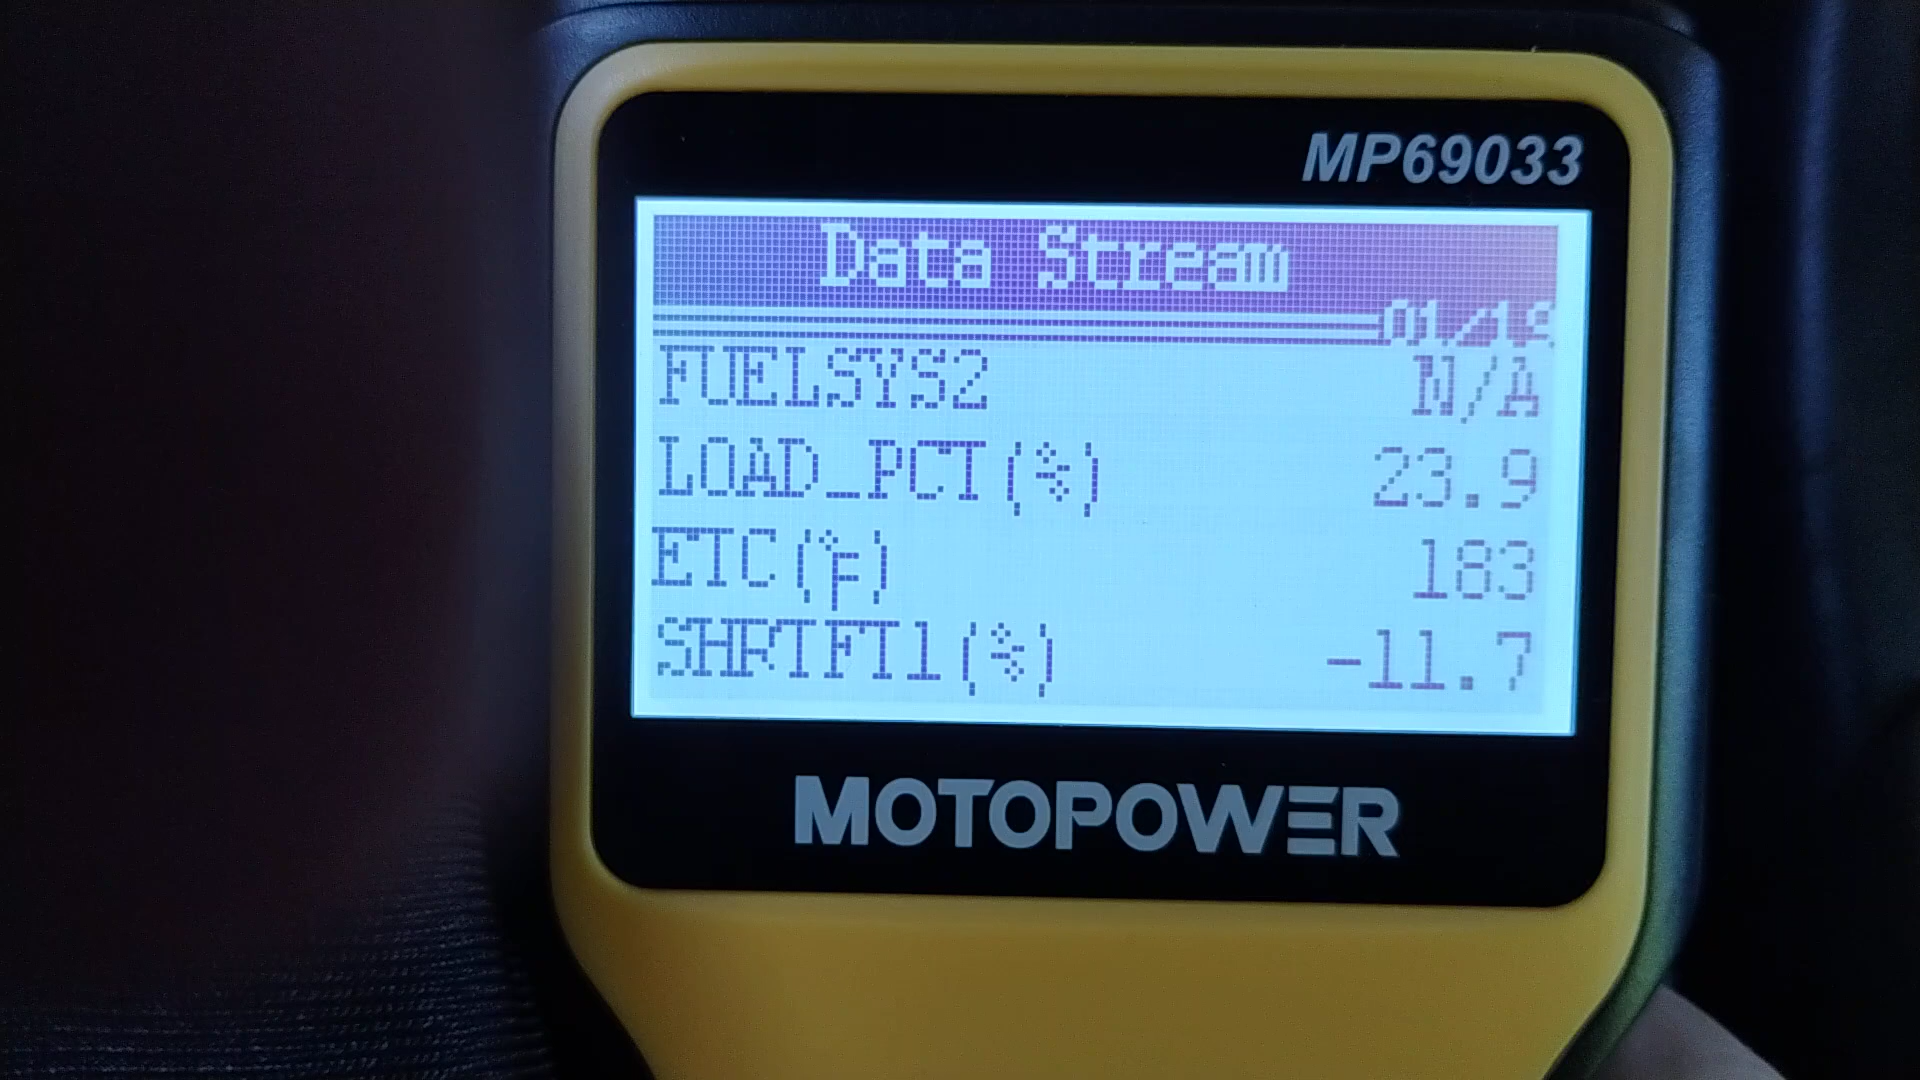 MP69033
Data Stream
01/19
FUELSYS2 N/A
LOAD_PCT(%) 23.9
ETC(°F) 183
SHRTFT1(%) -11.7
MOTOPOWER